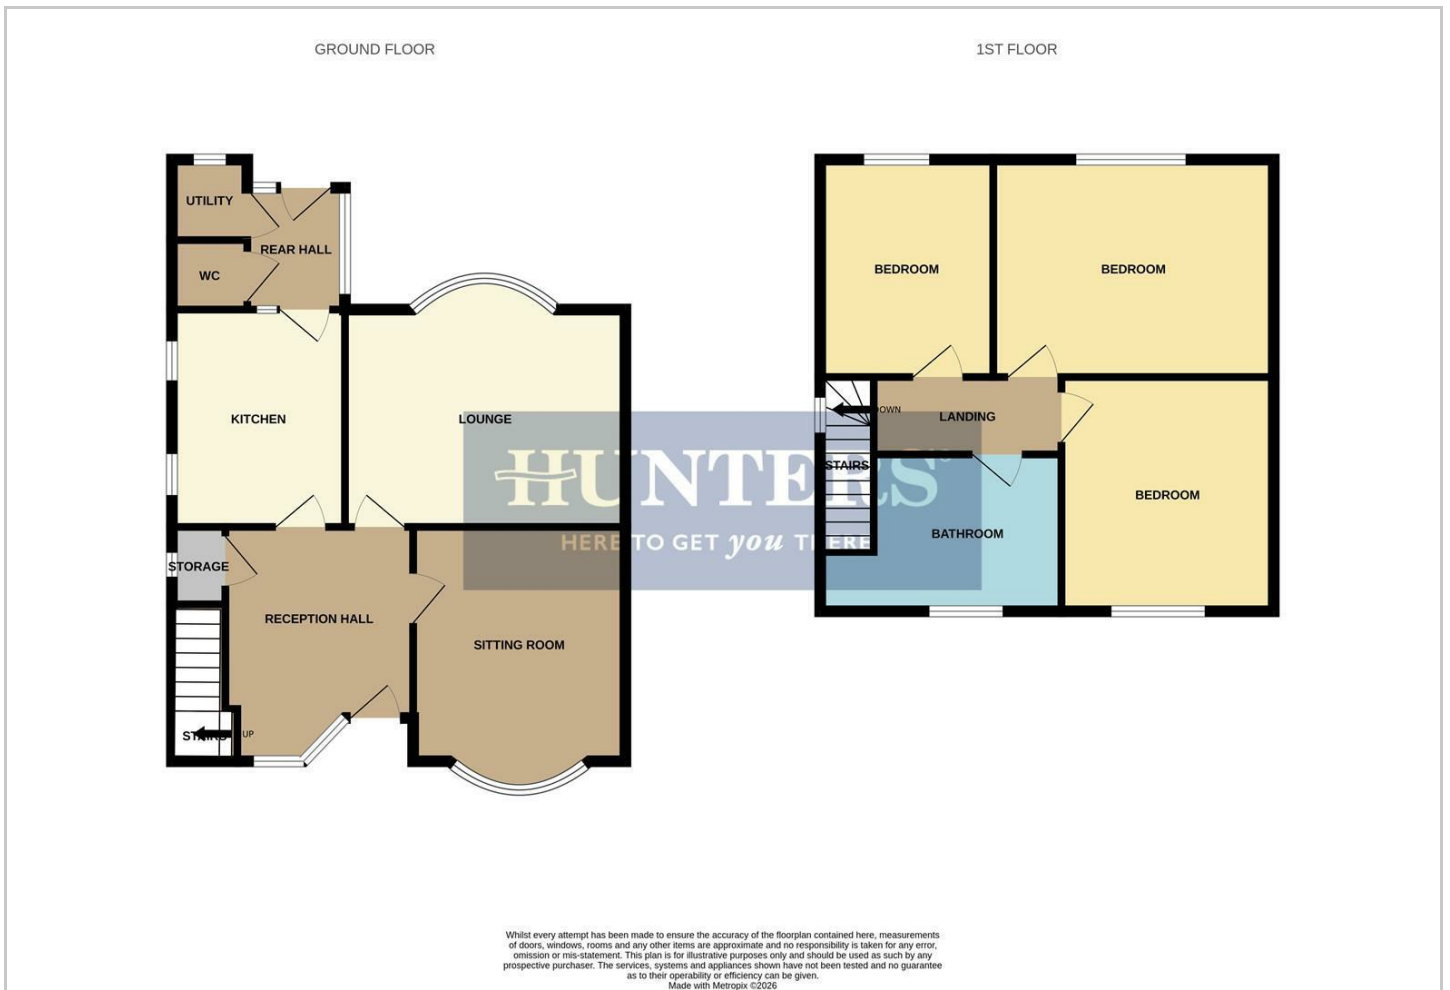 GROUND FLOOR
1ST FLOOR
UTILITY
REAR HALL
WC
KITCHEN
LOUNGE
STORAGE
RECEPTION HALL
SITTING ROOM
STAIRS
UP
BEDROOM
BEDROOM
DOWN
LANDING
STAIRS
BEDROOM
BATHROOM
HUNTERS
HERE TO GET you THERE
Whilst every attempt has been made to ensure the accuracy of the floorplan contained here, measurements
of doors, windows, rooms and any other items are approximate and no responsibility is taken for any error,
omission or mis-statement. This plan is for illustrative purposes only and should be used as such by any
prospective purchaser. The services, systems and appliances shown have not been tested and no guarantee
as to their operability or efficiency can be given.
Made with Metropix ©2026